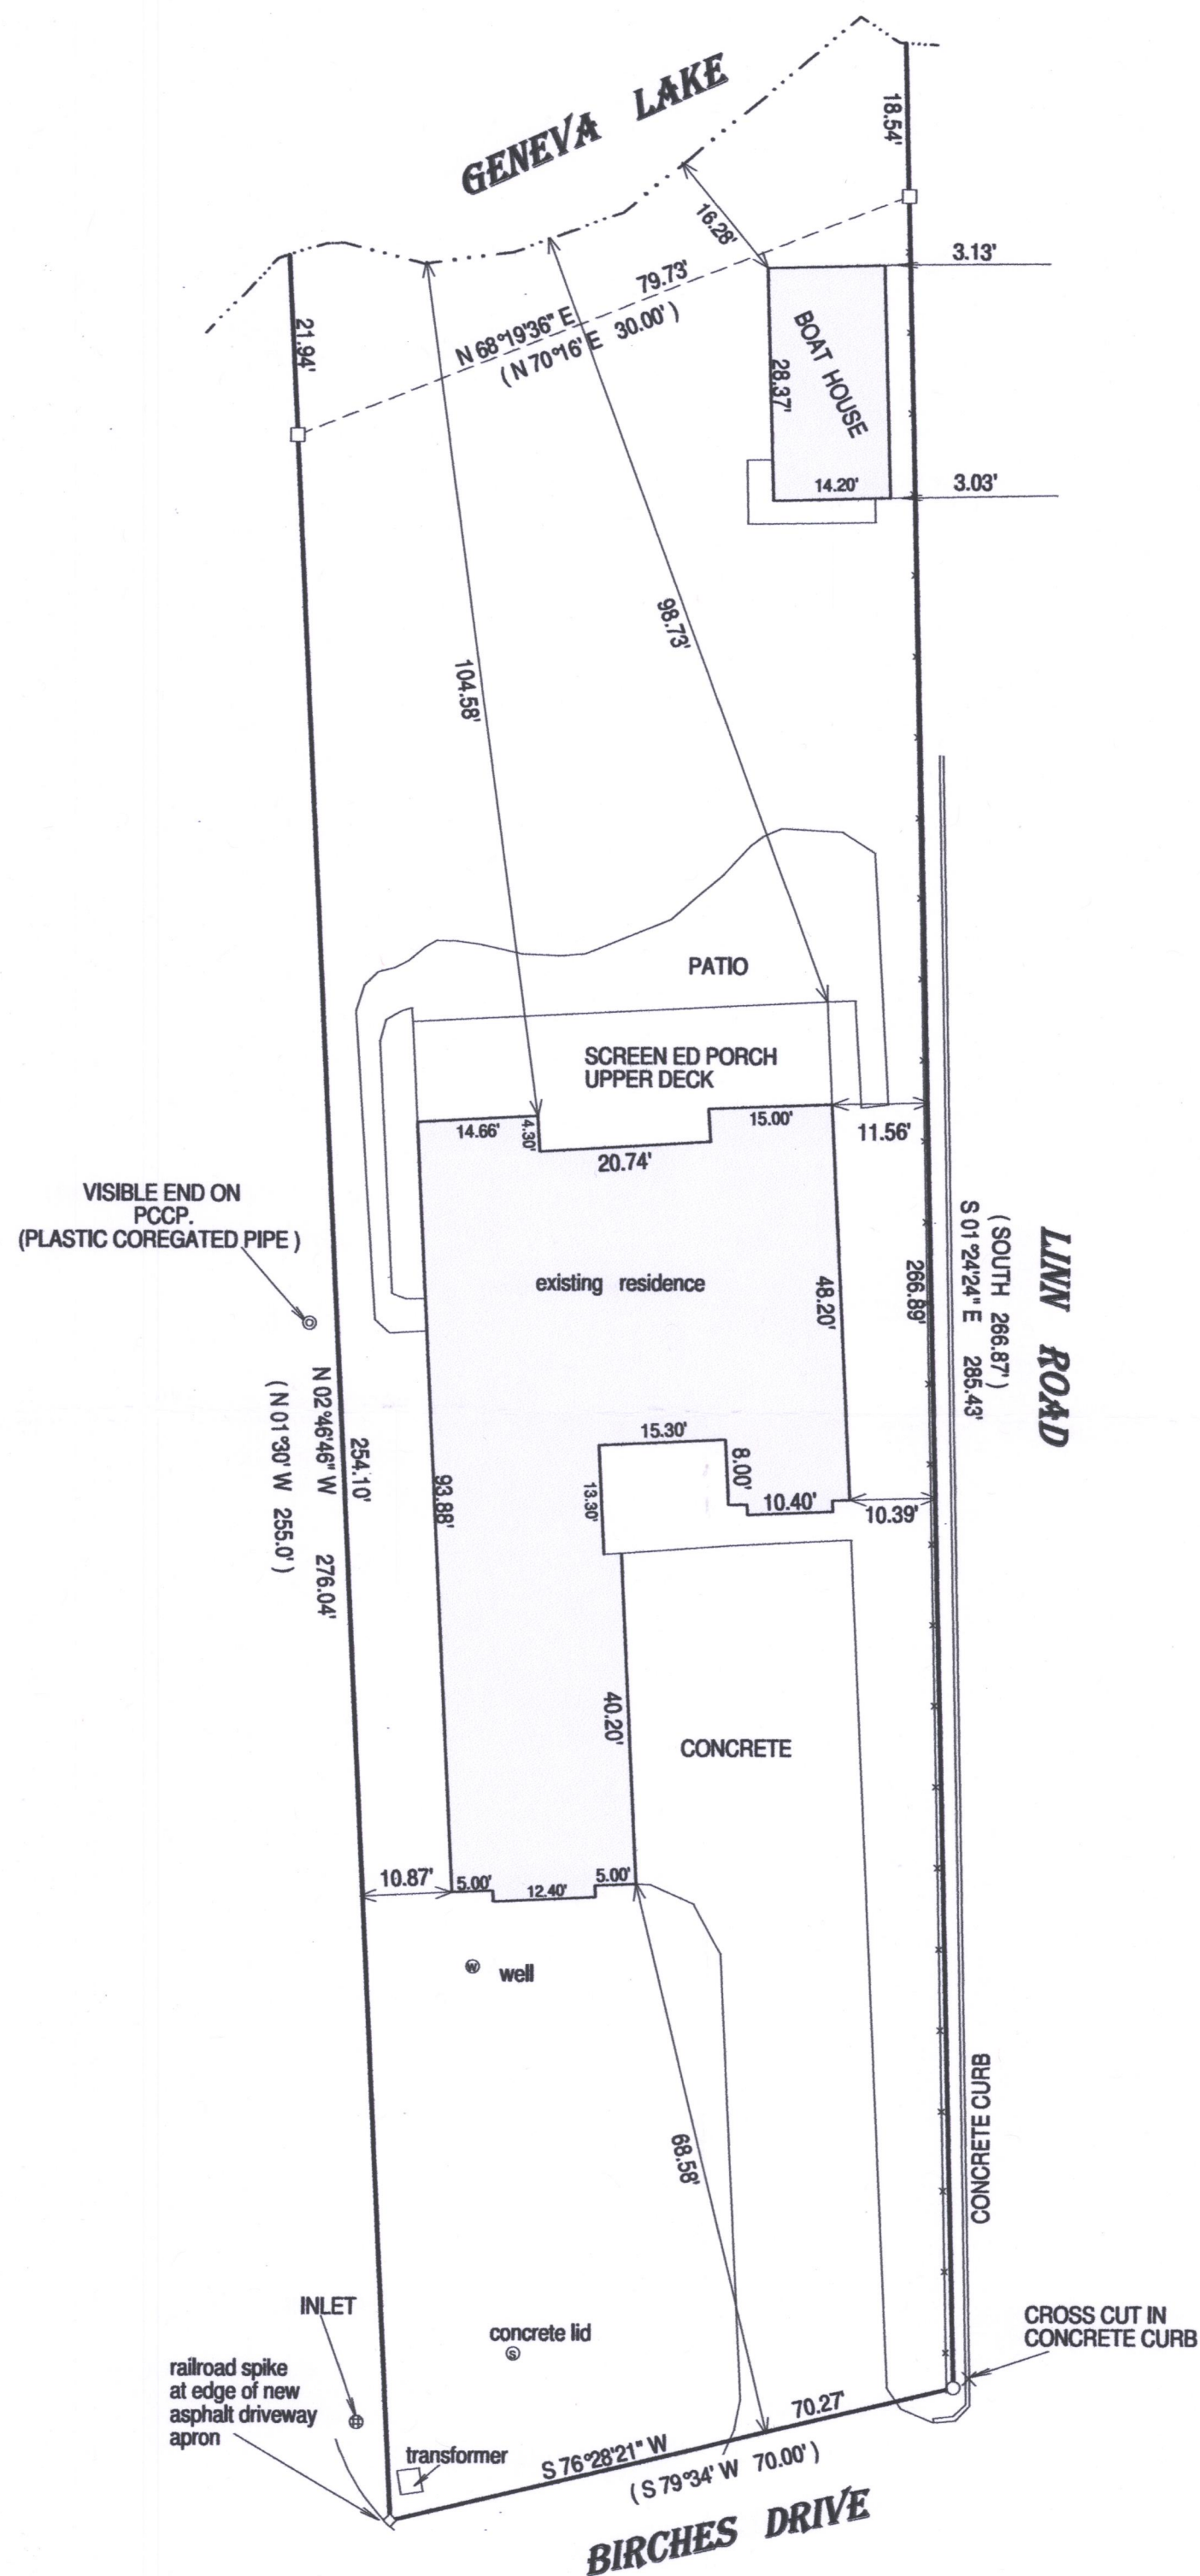 GENEVA LAKE
18.54'
16.28'
3.13'
79.73'
N 68°19'36" E
( N 70°16' E 30.00' )
21.94'
BOAT HOUSE
28.37'
14.20'
3.03'
98.73'
104.58'
PATIO
SCREEN ED PORCH
UPPER DECK
14.66'
4.30'
15.00'
20.74'
11.56'
VISIBLE END ON
PCCP.
(PLASTIC COREGATED PIPE )
existing residence
48.20'
266.89'
S 01°24'24" E 285.43'
( SOUTH 266.87' )
LINN ROAD
N 02°46'46" W 276.04'
( N 01°30' W 255.0' )
254.10'
93.88'
15.30'
8.00'
13.30'
10.40'
10.39'
40.20'
CONCRETE
10.87'
5.00'
12.40'
5.00'
well
W
68.58'
CONCRETE CURB
INLET
concrete lid
S
CROSS CUT IN
CONCRETE CURB
railroad spike
at edge of new
asphalt driveway
apron
transformer
70.27'
S 76°28'21" W
( S 79°34' W 70.00' )
BIRCHES DRIVE